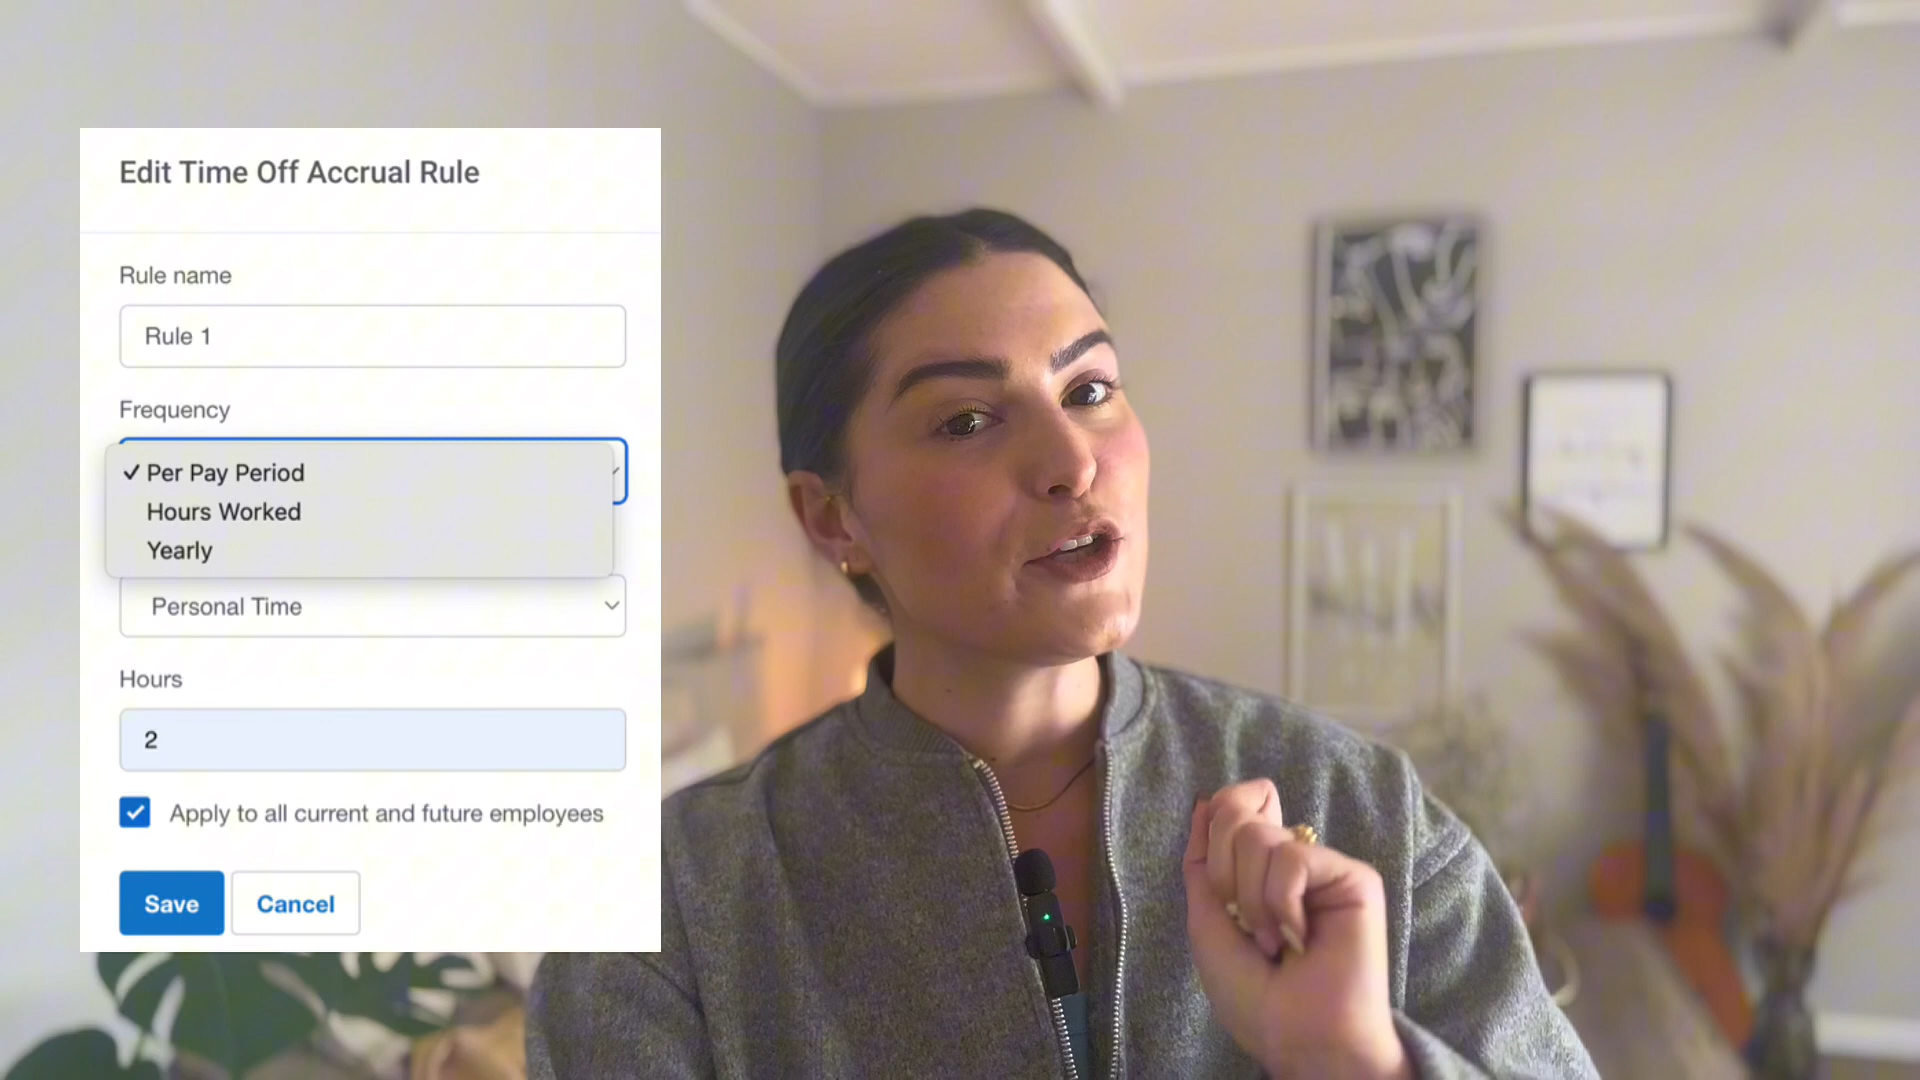 Edit Time Off Accrual Rule
Rule name
Rule 1
Frequency
✓ Per Pay Period
Hours Worked
Yearly
Personal Time
Hours
2
Apply to all current and future employees
Save
Cancel